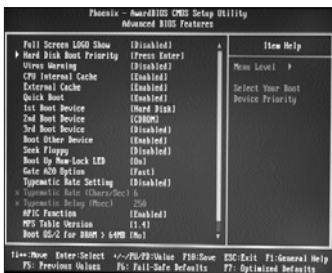 Phoenix - AwardBIOS CMOS Setup Utility
Advanced BIOS Features
Full Screen LOGO Show [Disabled]
Hard Disk Boot Priority [Press Enter]
Virus Warning [Disabled]
CPU Internal Cache [Enabled]
External Cache [Enabled]
Quick Boot [Enabled]
1st Boot Device [Hard Disk]
2nd Boot Device [CDROM]
3rd Boot Device [Disabled]
Boot Other Device [Enabled]
Seek Floppy [Disabled]
Boot Up Num-Lock LED [On]
Gate A20 Option [Fast]
Typematic Rate Setting [Disabled]
x Typematic Rate (Chars/Sec) 6
x Typematic Delay (Msec) 250
APIC Function [Enabled]
MPS Table Version [1.4]
Boot OS/2 for DRAM > 64MB [No]
Item Help
Menu Level
Select Your Boot
Device Priority
↑↓←→:Move Enter:Select +/-/PU/PD:Value F10:Save ESC:Exit F1:General Help
F5: Previous Values F6: Fail-Safe Defaults F7: Optimized Defaults